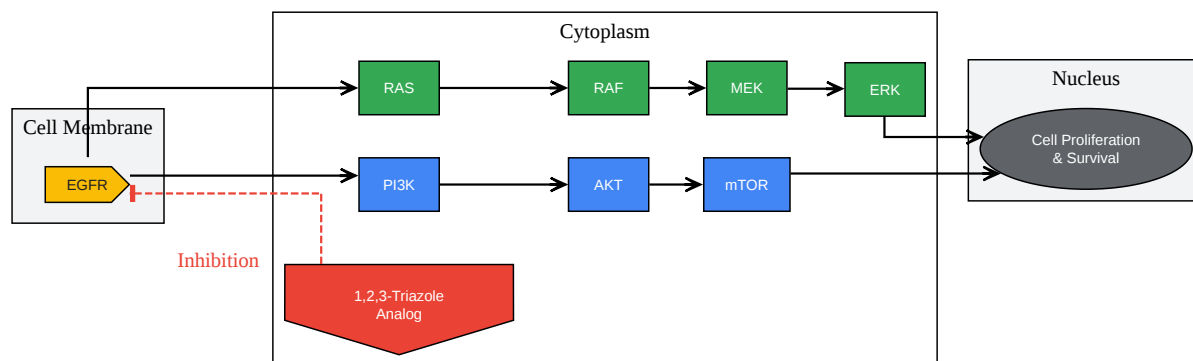 Cytoplasm
Nucleus
Cell Membrane
RAS
RAF
MEK
ERK
Cell Proliferation
& Survival
EGFR
PI3K
AKT
mTOR
Inhibition
1,2,3-Triazole
Analog